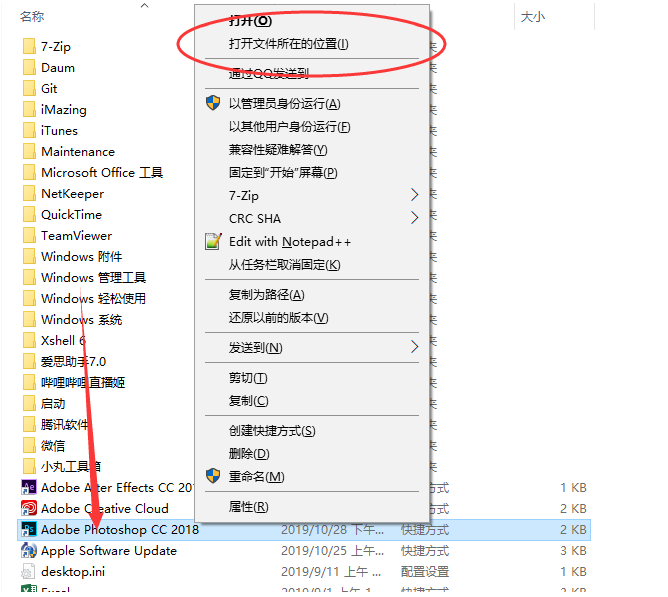 名称
大小
7-Zip
Daum
Git
iMazing
iTunes
Maintenance
Microsoft Office 工具
NetKeeper
QuickTime
TeamViewer
Windows 附件
Windows 管理工具
Windows 轻松使用
Windows 系统
Xshell 6
爱思助手7.0
哔哩哔哩直播姬
启动
腾讯软件
微信
小丸工具箱
Adobe After Effects CC 201
Adobe Creative Cloud
Adobe Photoshop CC 2018
Apple Software Update
desktop.ini
Excel
打开(O)
打开文件所在的位置(I)
通过QQ发送到
以管理员身份运行(A)
以其他用户身份运行(F)
兼容性疑难解答(Y)
固定到"开始"屏幕(P)
7-Zip
CRC SHA
Edit with Notepad++
从任务栏取消固定(K)
复制为路径(A)
还原以前的版本(V)
发送到(N)
剪切(T)
复制(C)
创建快捷方式(S)
删除(D)
重命名(M)
属性(R)
方式 1 KB
方式 2 KB
2019/10/28 下午... 快捷方式 3 KB
2019/10/25 上午... 快捷方式 3 KB
2019/9/11 上午 ... 配置设置 1 KB